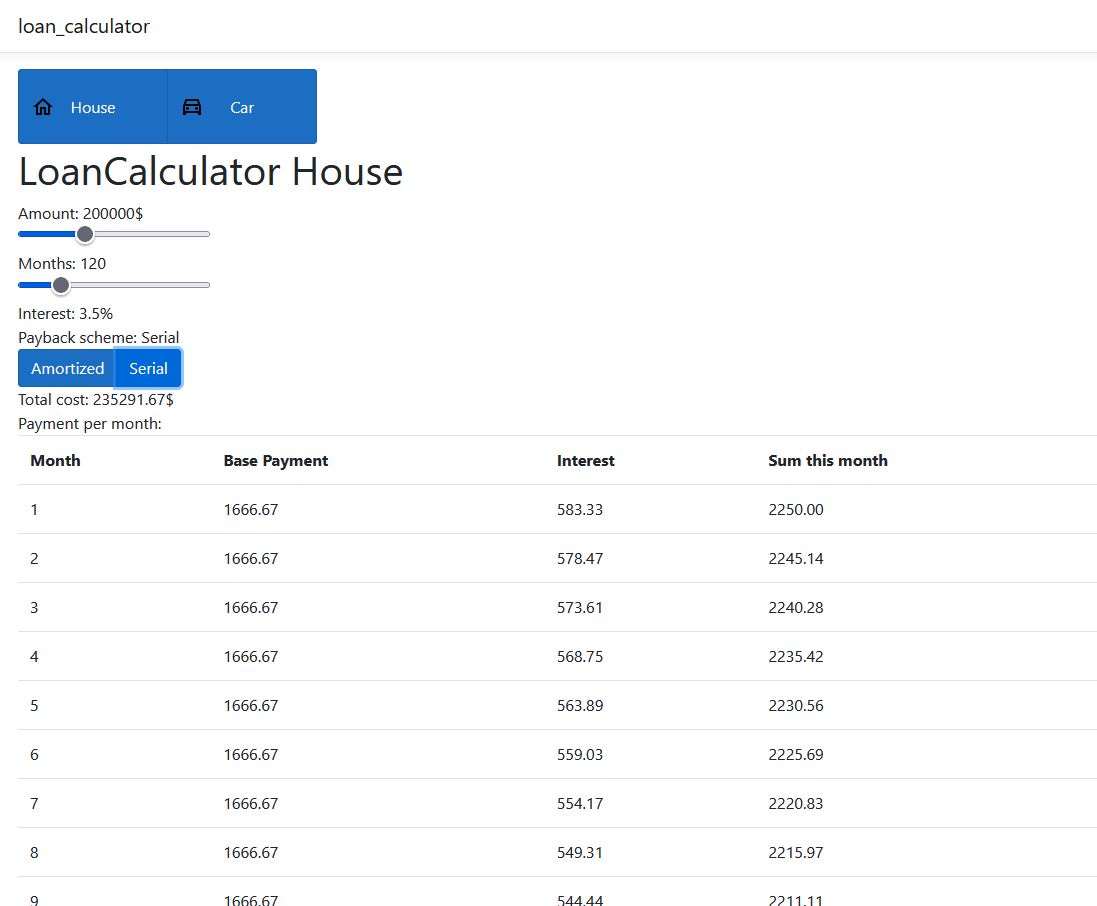 loan_calculator
House Car
LoanCalculator House
Amount: 200000$
Months: 120
Interest: 3.5%
Payback scheme: Serial
Amortized Serial
Total cost: 235291.67$
Payment per month:
Month Base Payment Interest Sum this month
1 1666.67 583.33 2250.00
2 1666.67 578.47 2245.14
3 1666.67 573.61 2240.28
4 1666.67 568.75 2235.42
5 1666.67 563.89 2230.56
6 1666.67 559.03 2225.69
7 1666.67 554.17 2220.83
8 1666.67 549.31 2215.97
9 1666.67 544.44 2211.11